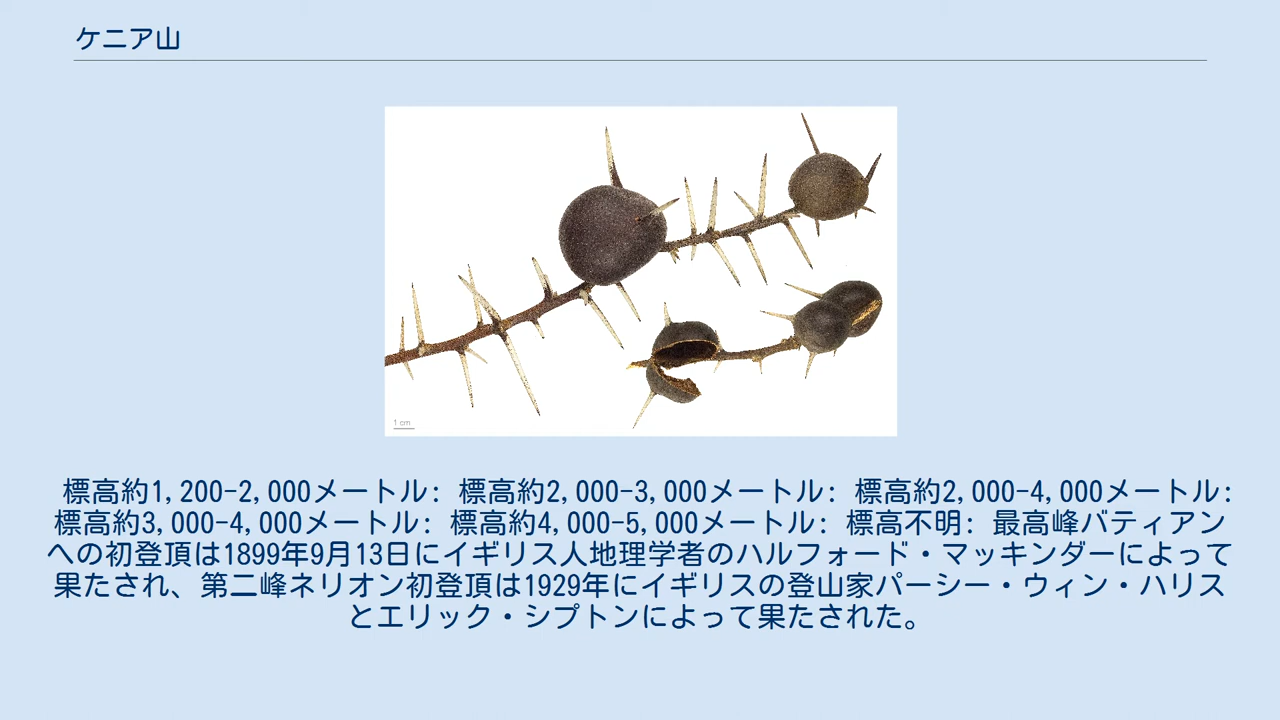 ケニア山
1 cm
標高約1,200-2,000メートル: 標高約2,000-3,000メートル: 標高約2,000-4,000メートル:
標高約3,000-4,000メートル: 標高約4,000-5,000メートル: 標高不明: 最高峰バティアン
への初登頂は1899年9月13日にイギリス人地理学者のハルフォード・マッキンダーによって
果たされ、第二峰ネリオン初登頂は1929年にイギリスの登山家パーシー・ウィン・ハリス
とエリック・シプトンによって果たされた。